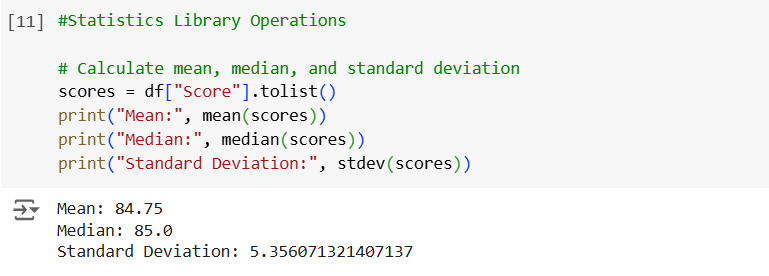 [11] #Statistics Library Operations
# Calculate mean, median, and standard deviation
scores = df["Score"].tolist()
print("Mean:", mean(scores))
print("Median:", median(scores))
print("Standard Deviation:", stdev(scores))
Mean: 84.75
Median: 85.0
Standard Deviation: 5.356071321407137